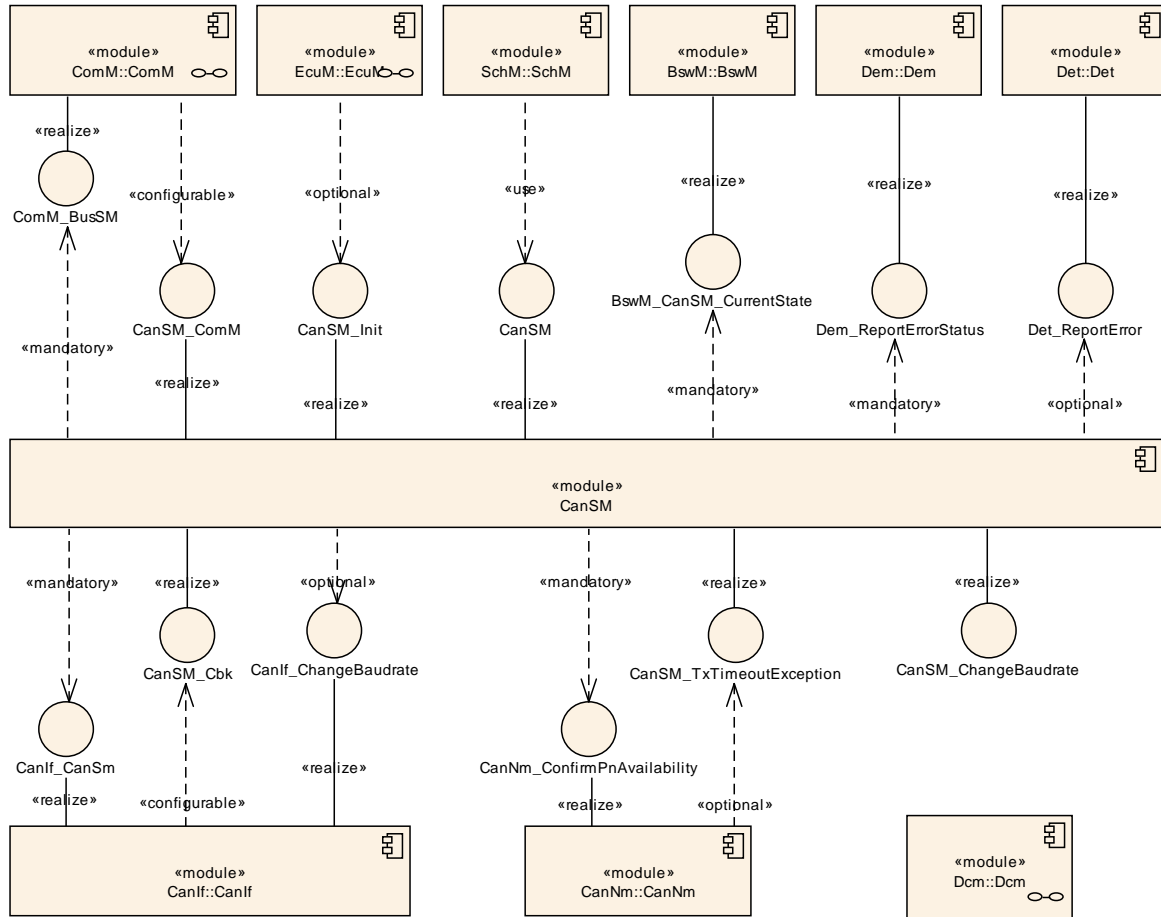 «module»
ComM::ComM
«module»
EcuM::EcuM
«module»
SchM::SchM
«module»
BswM::BswM
«module»
Dem::Dem
«module»
Det::Det
«realize»
ComM_BusSM
«configurable»
«optional»
«use»
«realize»
«realize»
«realize»
CanSM_ComM
CanSM_Init
CanSM
BswM_CanSM_CurrentState
Dem_ReportErrorStatus
Det_ReportError
«mandatory»
«realize»
«realize»
«realize»
«mandatory»
«mandatory»
«optional»
«module»
CanSM
«mandatory»
«realize»
«optional»
«mandatory»
«realize»
«realize»
CanSM_Cbk
CanIf_ChangeBaudrate
CanSM_TxTimeoutException
CanSM_ChangeBaudrate
CanIf_CanSm
CanNm_ConfirmPnAvailability
«realize»
«realize»
«configurable»
«realize»
«optional»
«module»
CanIf::CanIf
«module»
CanNm::CanNm
«module»
Dcm::Dcm